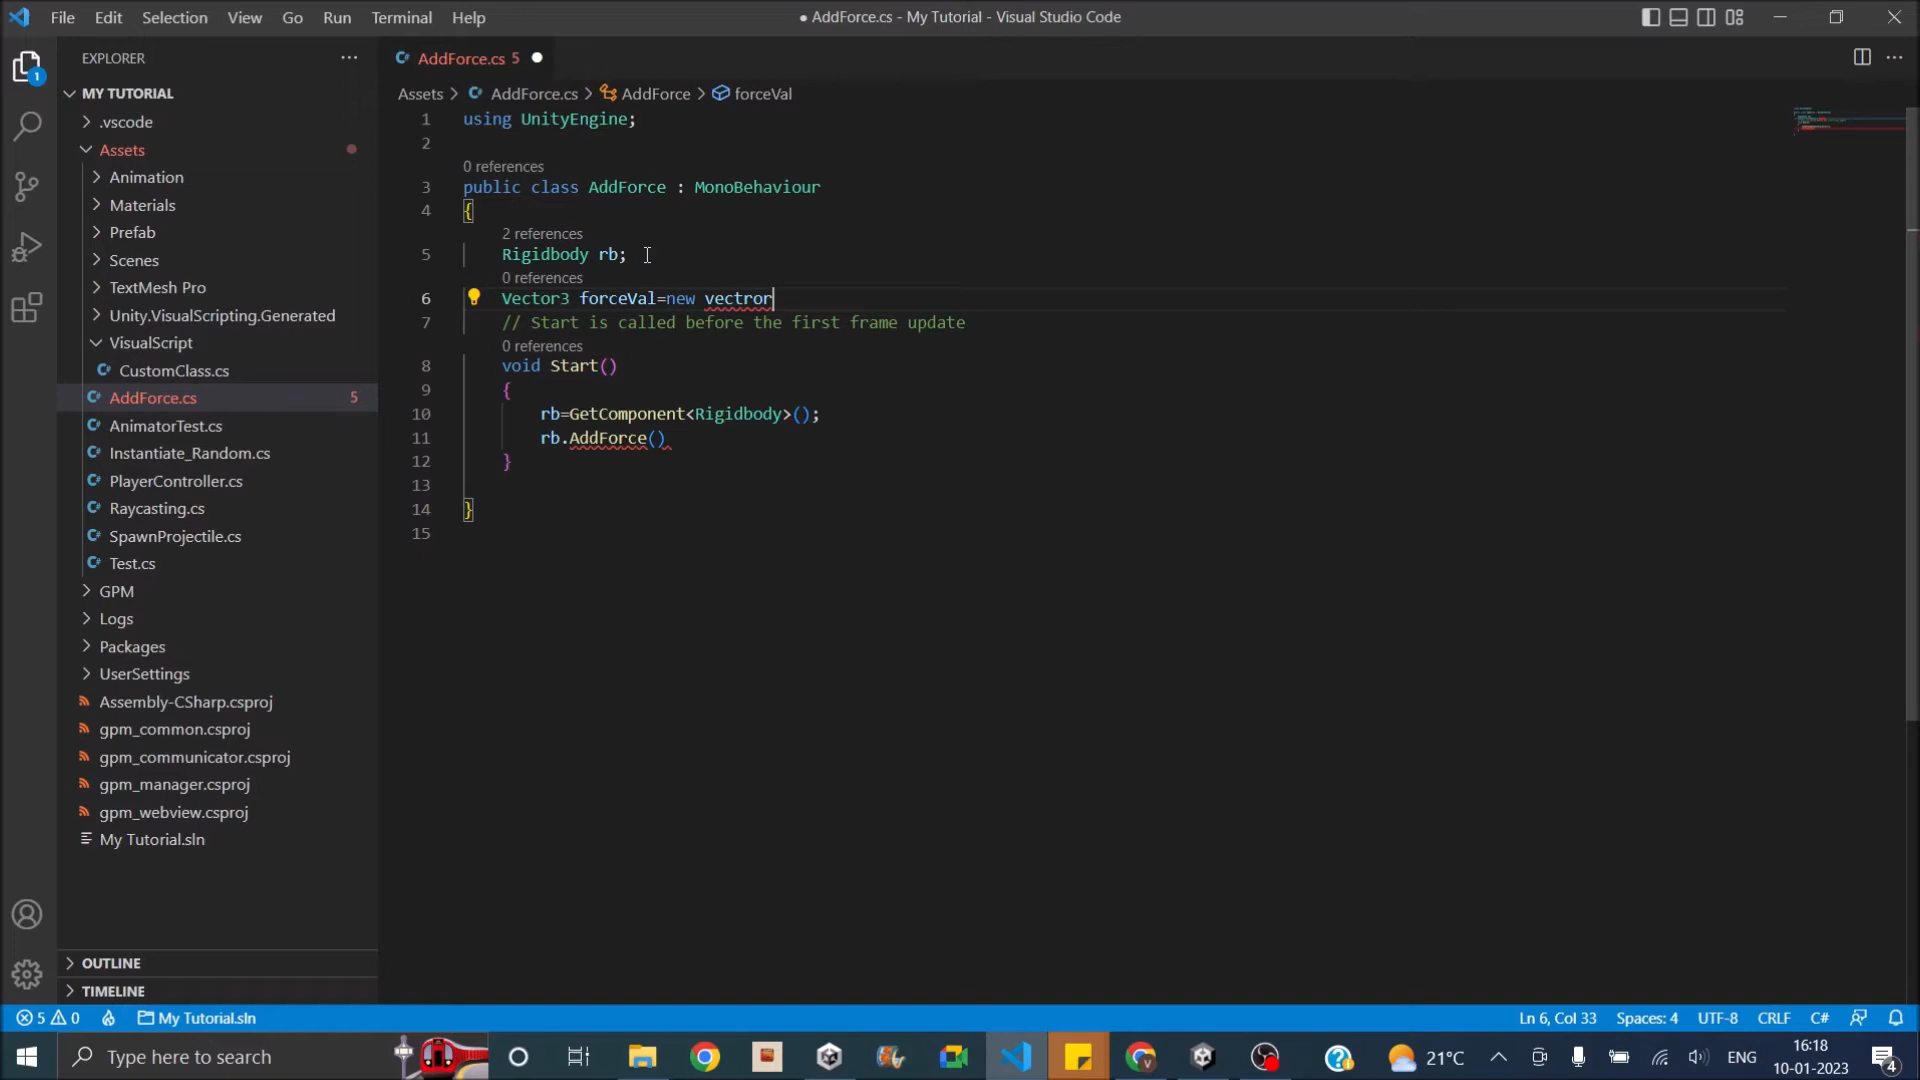 File Edit Selection View Go Run Terminal Help
● AddForce.cs - My Tutorial - Visual Studio Code
EXPLORER
AddForce.cs 5
MY TUTORIAL
Assets > AddForce.cs > AddForce > forceVal
.vscode
Assets
Animation
Materials
Prefab
Scenes
TextMesh Pro
Unity.VisualScripting.Generated
VisualScript
CustomClass.cs
AddForce.cs 5
AnimatorTest.cs
Instantiate_Random.cs
PlayerController.cs
Raycasting.cs
SpawnProjectile.cs
Test.cs
GPM
Logs
Packages
UserSettings
Assembly-CSharp.csproj
gpm_common.csproj
gpm_communicator.csproj
gpm_manager.csproj
gpm_webview.csproj
My Tutorial.sln
OUTLINE
TIMELINE
1 using UnityEngine;
2
0 references
3 public class AddForce : MonoBehaviour
4 {
2 references
5 Rigidbody rb;
0 references
6 Vector3 forceVal=new vectror
7 // Start is called before the first frame update
0 references
8 void Start()
9 {
10 rb=GetComponent<Rigidbody>();
11 rb.AddForce()
12 }
13
14 }
15
5 0 My Tutorial.sln
Ln 6, Col 33 Spaces: 4 UTF-8 CRLF C#
Type here to search
21°C ENG
16:18
10-01-2023
4
1